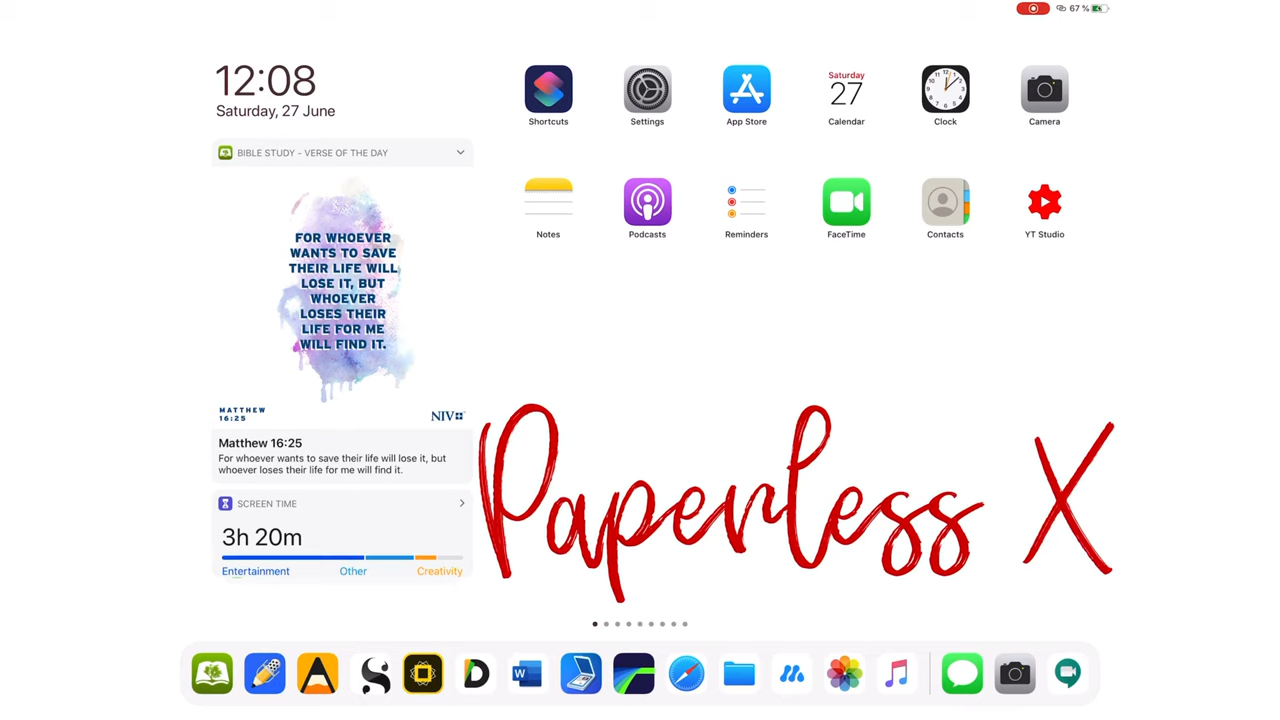 67 %
12:08
Saturday, 27 June
BIBLE STUDY - VERSE OF THE DAY
FOR WHOEVER
WANTS TO SAVE
THEIR LIFE WILL
LOSE IT, BUT
WHOEVER
LOSES THEIR
LIFE FOR ME
WILL FIND IT.
MATTHEW
16:25
NIV
Matthew 16:25
For whoever wants to save their life will lose it, but
whoever loses their life for me will find it.
SCREEN TIME
3h 20m
Entertainment Other Creativity
Shortcuts Settings App Store Calendar Clock Camera
Saturday
27
12
Notes Podcasts Reminders FaceTime Contacts YT Studio
Paperless X
W